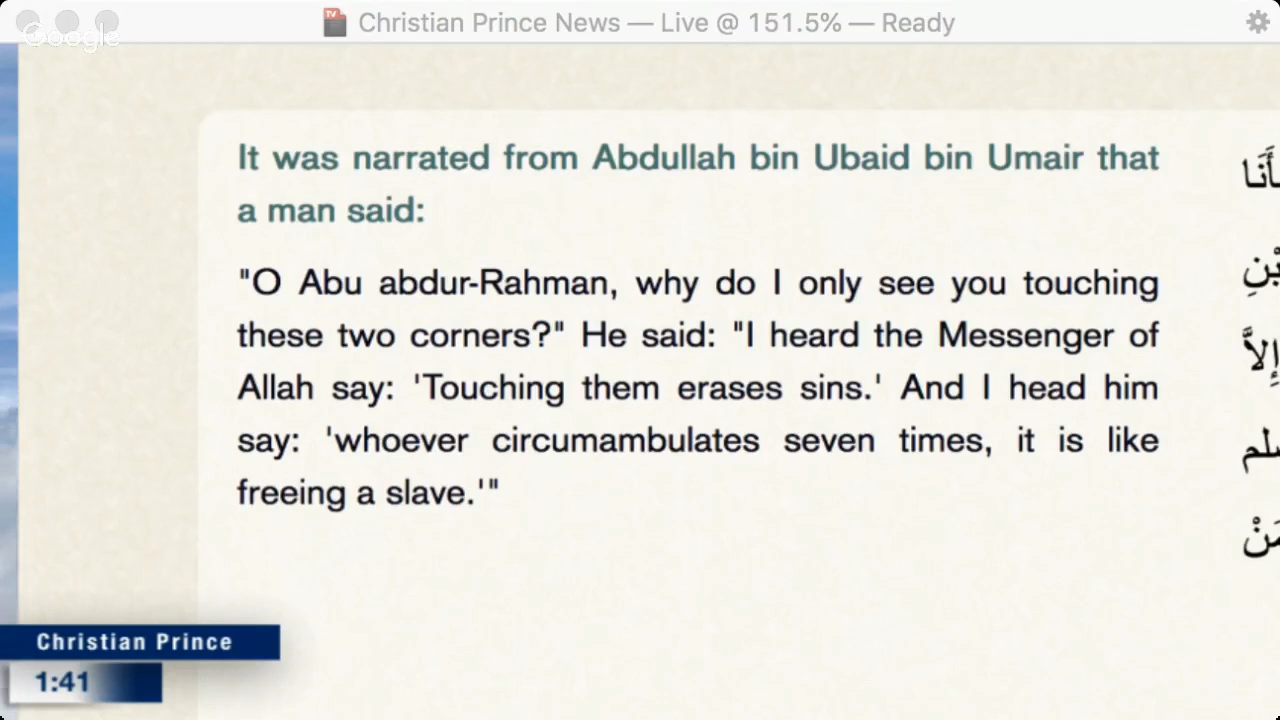 Christian Prince News — Live @ 151.5% — Ready
Google
It was narrated from Abdullah bin Ubaid bin Umair that
a man said:
"O Abu abdur-Rahman, why do I only see you touching
these two corners?" He said: "I heard the Messenger of
Allah say: 'Touching them erases sins.' And I head him
say: 'whoever circumambulates seven times, it is like
freeing a slave.'"
Christian Prince
1:41